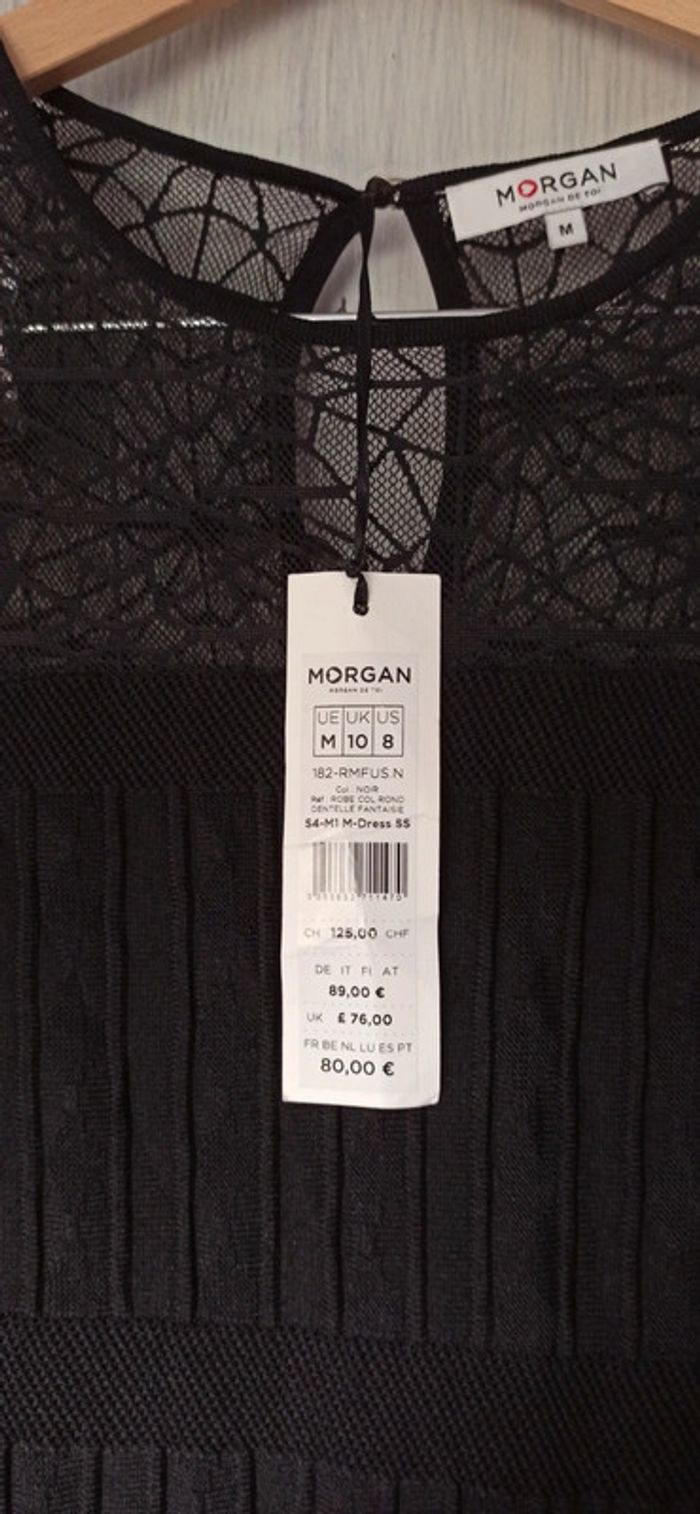 MORGAN
MORGAN DE TOI
M
MORGAN
MORGAN DE TOI
UE UK US
M 10 8
182-RMFUS.N
Col : NOIR
Ref : ROBE COL ROND
DENTELLE FANTAISIE
S4-M1 M-Dress SS
CH 125,00 CHF
DE IT FI AT
89,00 €
UK £ 76,00
FR BE NL LU ES PT
80,00 €